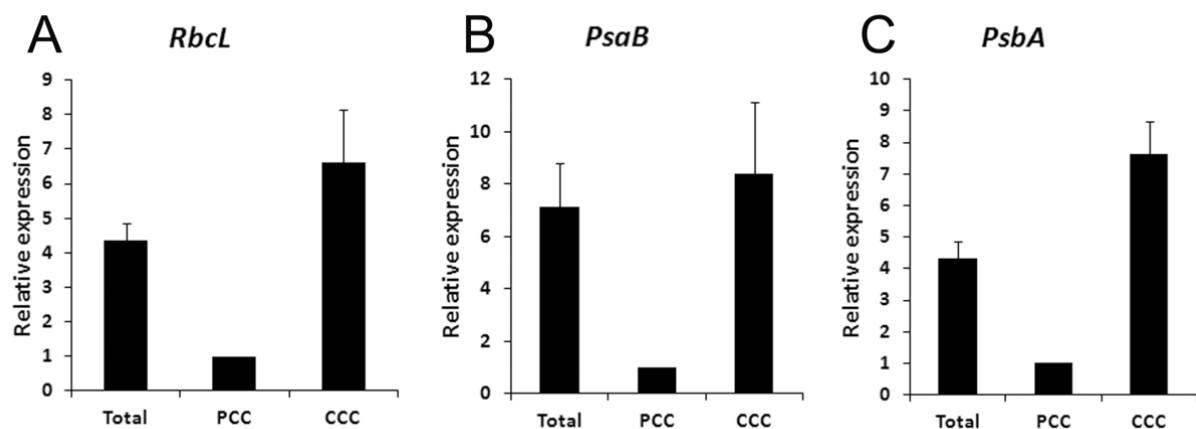 A
RbcL
Relative expression
9
8
7
6
5
4
3
2
1
0
Total PCC CCC
B
PsaB
Relative expression
12
10
8
6
4
2
0
Total PCC CCC
C
PsbA
Relative expression
10
9
8
7
6
5
4
3
2
1
0
Total PCC CCC